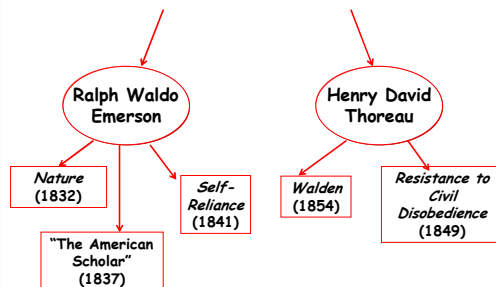 Ralph Waldo
Emerson
Henry David
Thoreau
Nature
(1832)
"The American
Scholar"
(1837)
Self-
Reliance
(1841)
Walden
(1854)
Resistance to
Civil
Disobedience
(1849)